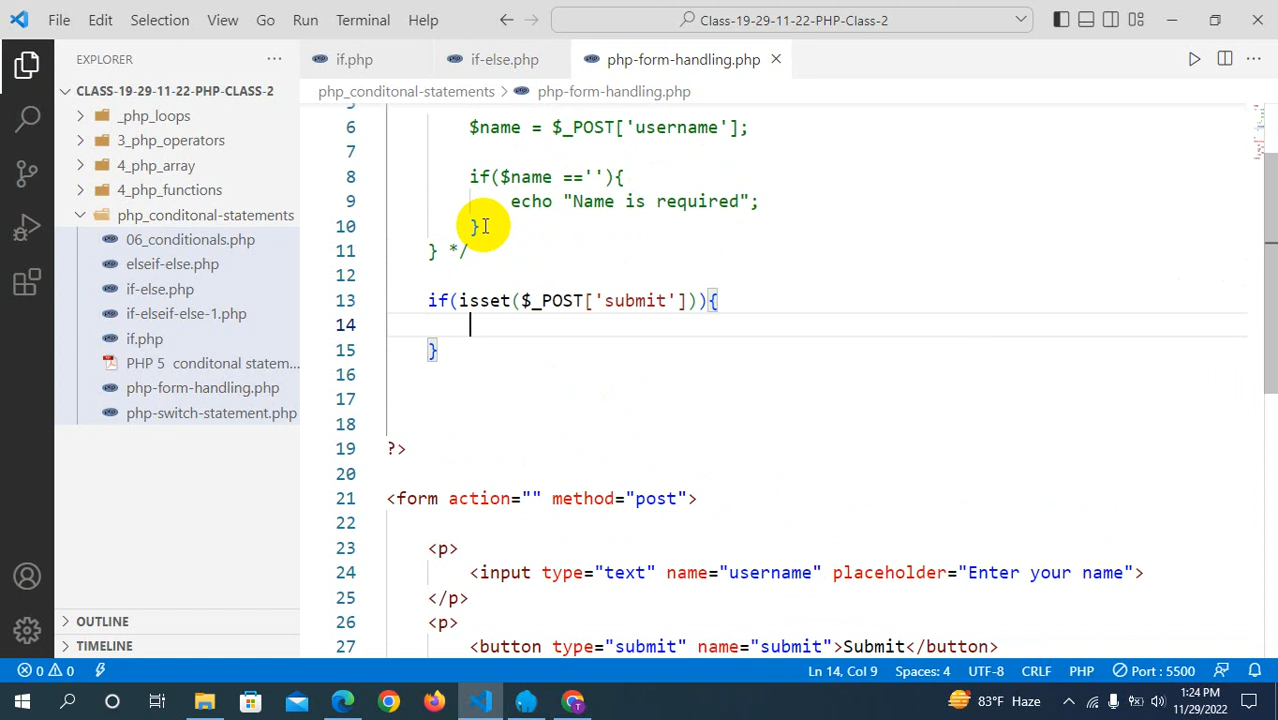 File Edit Selection View Go Run Terminal Help
Class-19-29-11-22-PHP-Class-2
EXPLORER
if.php
if-else.php
php-form-handling.php
CLASS-19-29-11-22-PHP-CLASS-2
php_conditonal-statements > php-form-handling.php
_php_loops
3_php_operators
4_php_array
4_php_functions
php_conditonal-statements
06_conditionals.php
elseif-else.php
if-else.php
if-elseif-else-1.php
if.php
PHP 5 conditonal statem...
php-form-handling.php
php-switch-statement.php
OUTLINE
TIMELINE
5
6 $name = $_POST['username'];
7
8 if($name ==''){
9 echo "Name is required";
10 }
11 } */
12
13 if(isset($_POST['submit'])){
14
15 }
16
17
18
19 ?>
20
21 <form action="" method="post">
22
23 <p>
24 <input type="text" name="username" placeholder="Enter your name">
25 </p>
26 <p>
27 <button type="submit" name="submit">Submit</button>
0 0 Ln 14, Col 9 Spaces: 4 UTF-8 CRLF PHP Port : 5500
83°F Haze
1:24 PM
11/29/2022